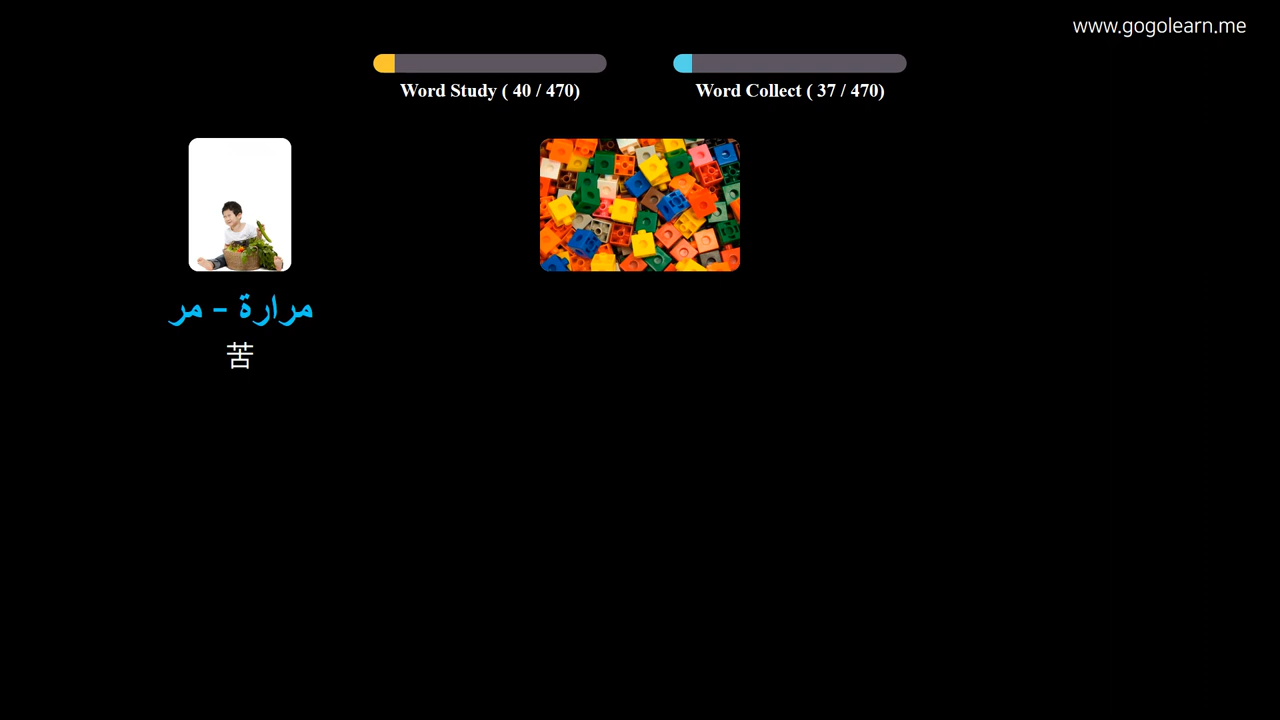 www.gogolearn.me
Word Study ( 40 / 470)
Word Collect ( 37 / 470)
مرارة - مر
苦